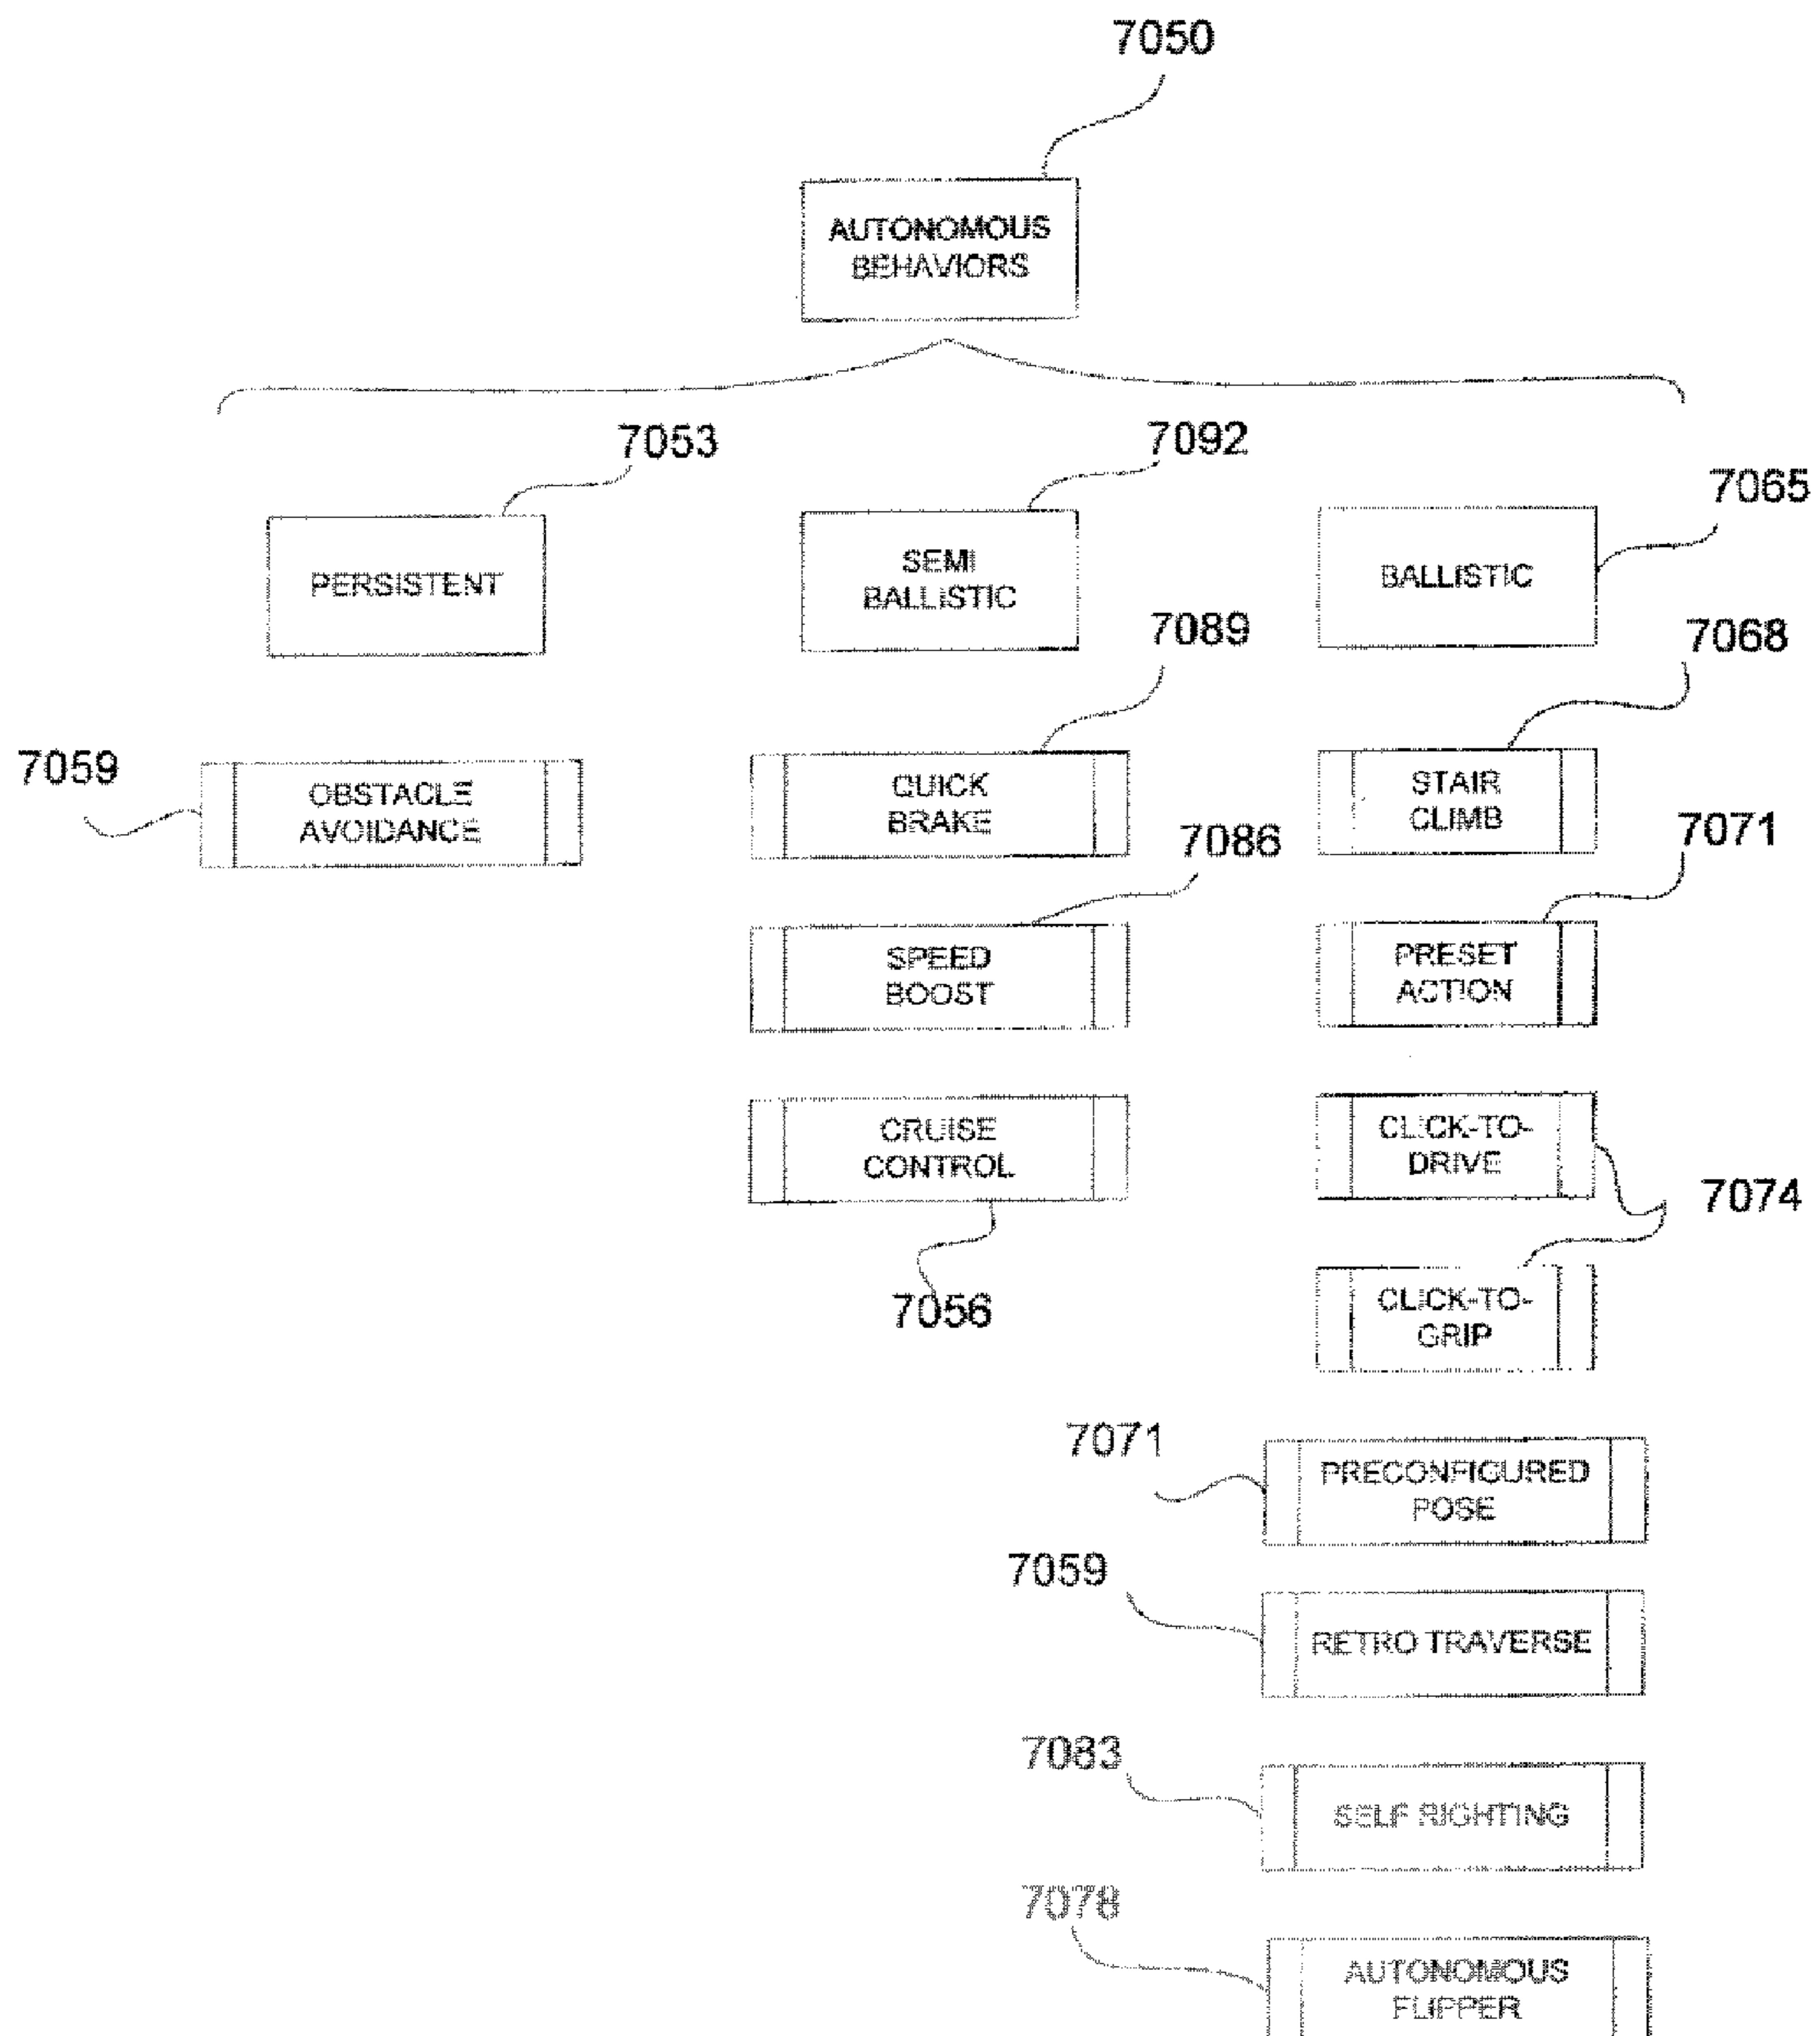 7050
AUTONOMOUS
BEHAVIORS
7053
7092
7065
PERSISTENT
SEMI
BALLISTIC
BALLISTIC
7089
7068
7059
OBSTACLE
AVOIDANCE
QUICK
BRAKE
STAIR
CLIMB
7086
7071
SPEED
BOOST
PRESET
ACTION
CRUISE
CONTROL
CLICK-TO-
DRIVE
7074
7056
CLICK-TO-
GRIP
7071
PRECONFIGURED
POSE
7059
RETRO TRAVERSE
7083
SELF RIGHTING
7078
AUTONOMOUS
FLIPPER